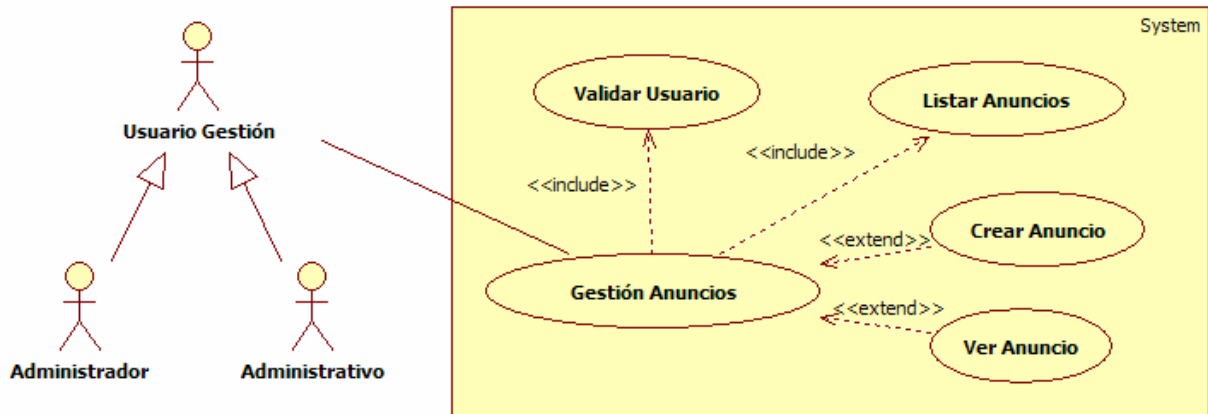 System
Validar Usuario
Listar Anuncios
Usuario Gestión
<<include>>
<<include>>
Crear Anuncio
<<extend>>
Gestión Anuncios
<<extend>>
Ver Anuncio
Administrador
Administrativo